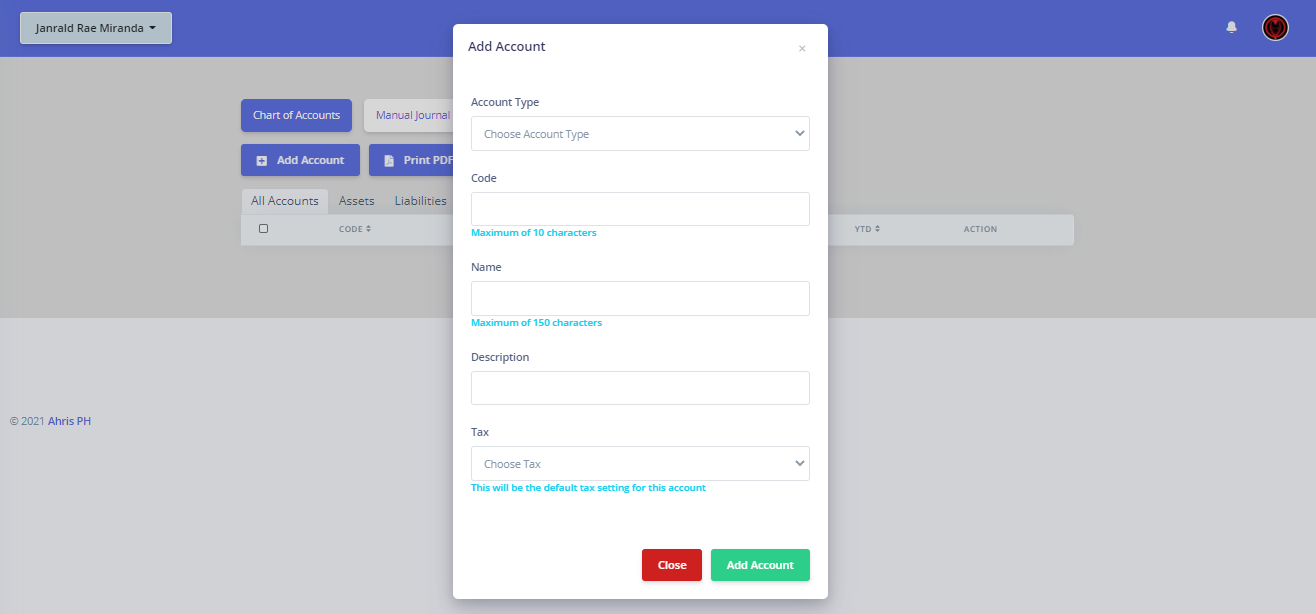 Janrald Rae Miranda
Add Account
×
Chart of Accounts
Manual Journal
Account Type
Choose Account Type
Add Account
Print PDF
Code
All Accounts
Assets
Liabilities
CODE
YTD
ACTION
Maximum of 10 characters
Name
Maximum of 150 characters
Description
© 2021 Ahris PH
Tax
Choose Tax
This will be the default tax setting for this account
Close
Add Account